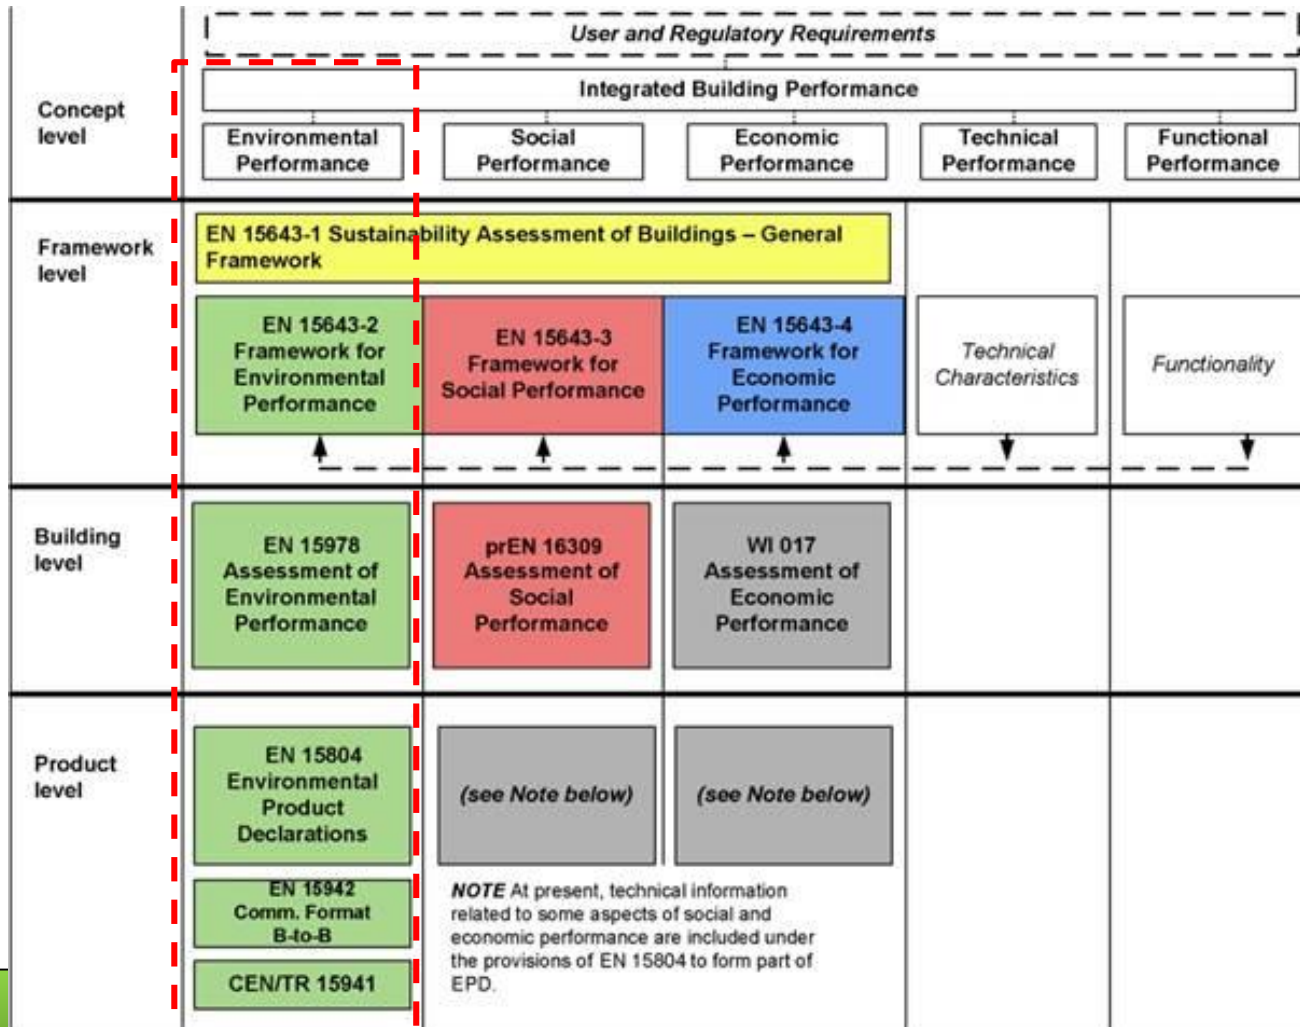 User and Regulatory Requirements
Integrated Building Performance
Concept
level
Environmental
Performance
Social
Performance
Economic
Performance
Technical
Performance
Functional
Performance
Framework
level
EN 15643-1 Sustainability Assessment of Buildings – General
Framework
EN 15643-2
Framework for
Environmental
Performance
EN 15643-3
Framework for
Social Performance
EN 15643-4
Framework for
Economic
Performance
Technical
Characteristics
Functionality
Building
level
EN 15978
Assessment of
Environmental
Performance
prEN 16309
Assessment of
Social
Performance
WI 017
Assessment of
Economic
Performance
Product
level
EN 15804
Environmental
Product
Declarations
(see Note below)
(see Note below)
EN 15942
Comm. Format
B-to-B
CEN/TR 15941
NOTE At present, technical information
related to some aspects of social and
economic performance are included under
the provisions of EN 15804 to form part of
EPD.